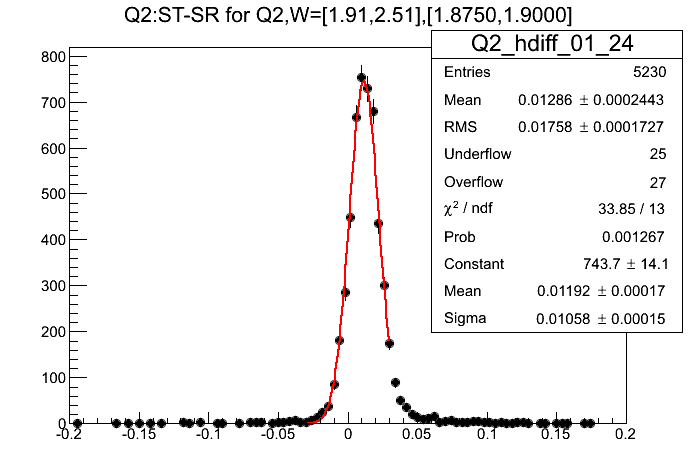 Q2:ST-SR for Q2,W=[1.91,2.51],[1.8750,1.9000]
Q2_hdiff_01_24
Entries 5230
Mean 0.01286 ± 0.0002443
RMS 0.01758 ± 0.0001727
Underflow 25
Overflow 27
χ² / ndf 33.85 / 13
Prob 0.001267
Constant 743.7 ± 14.1
Mean 0.01192 ± 0.00017
Sigma 0.01058 ± 0.00015
800
700
600
500
400
300
200
100
0
-0.2 -0.15 -0.1 -0.05 0 0.05 0.1 0.15 0.2